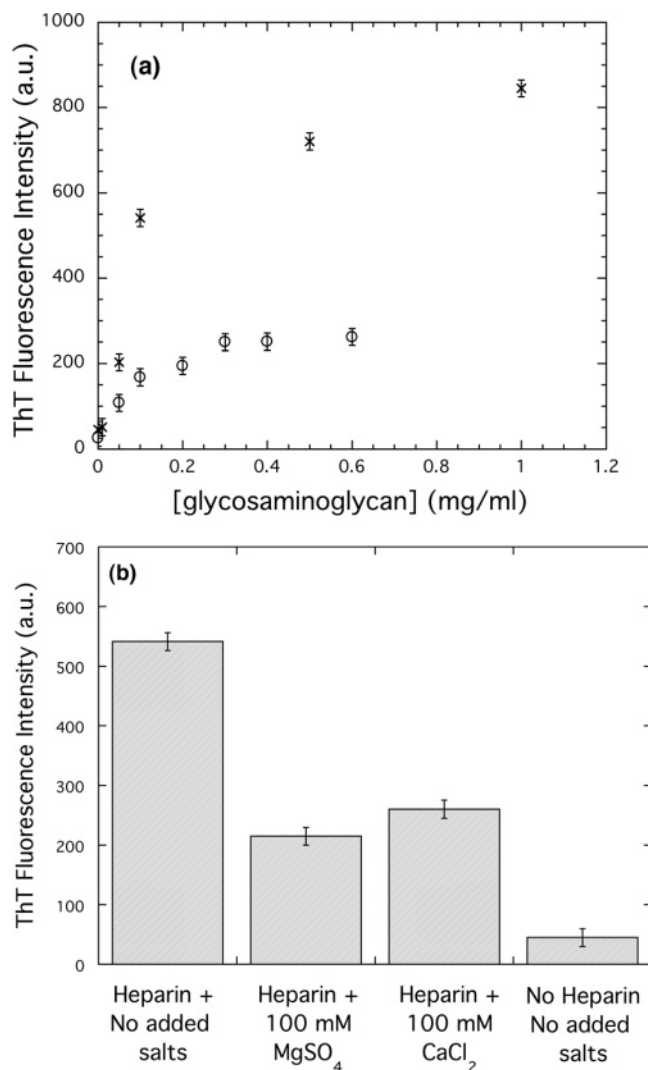 (a)
ThT Fluorescence Intensity (a.u.)
1000
800
600
400
200
0
0 0.2 0.4 0.6 0.8 1 1.2
[glycosaminoglycan] (mg/ml)
(b)
ThT Fluorescence Intensity (a.u.)
700
600
500
400
300
200
100
0
Heparin + No added salts
Heparin + 100 mM MgSO₄
Heparin + 100 mM CaCl₂
No Heparin No added salts